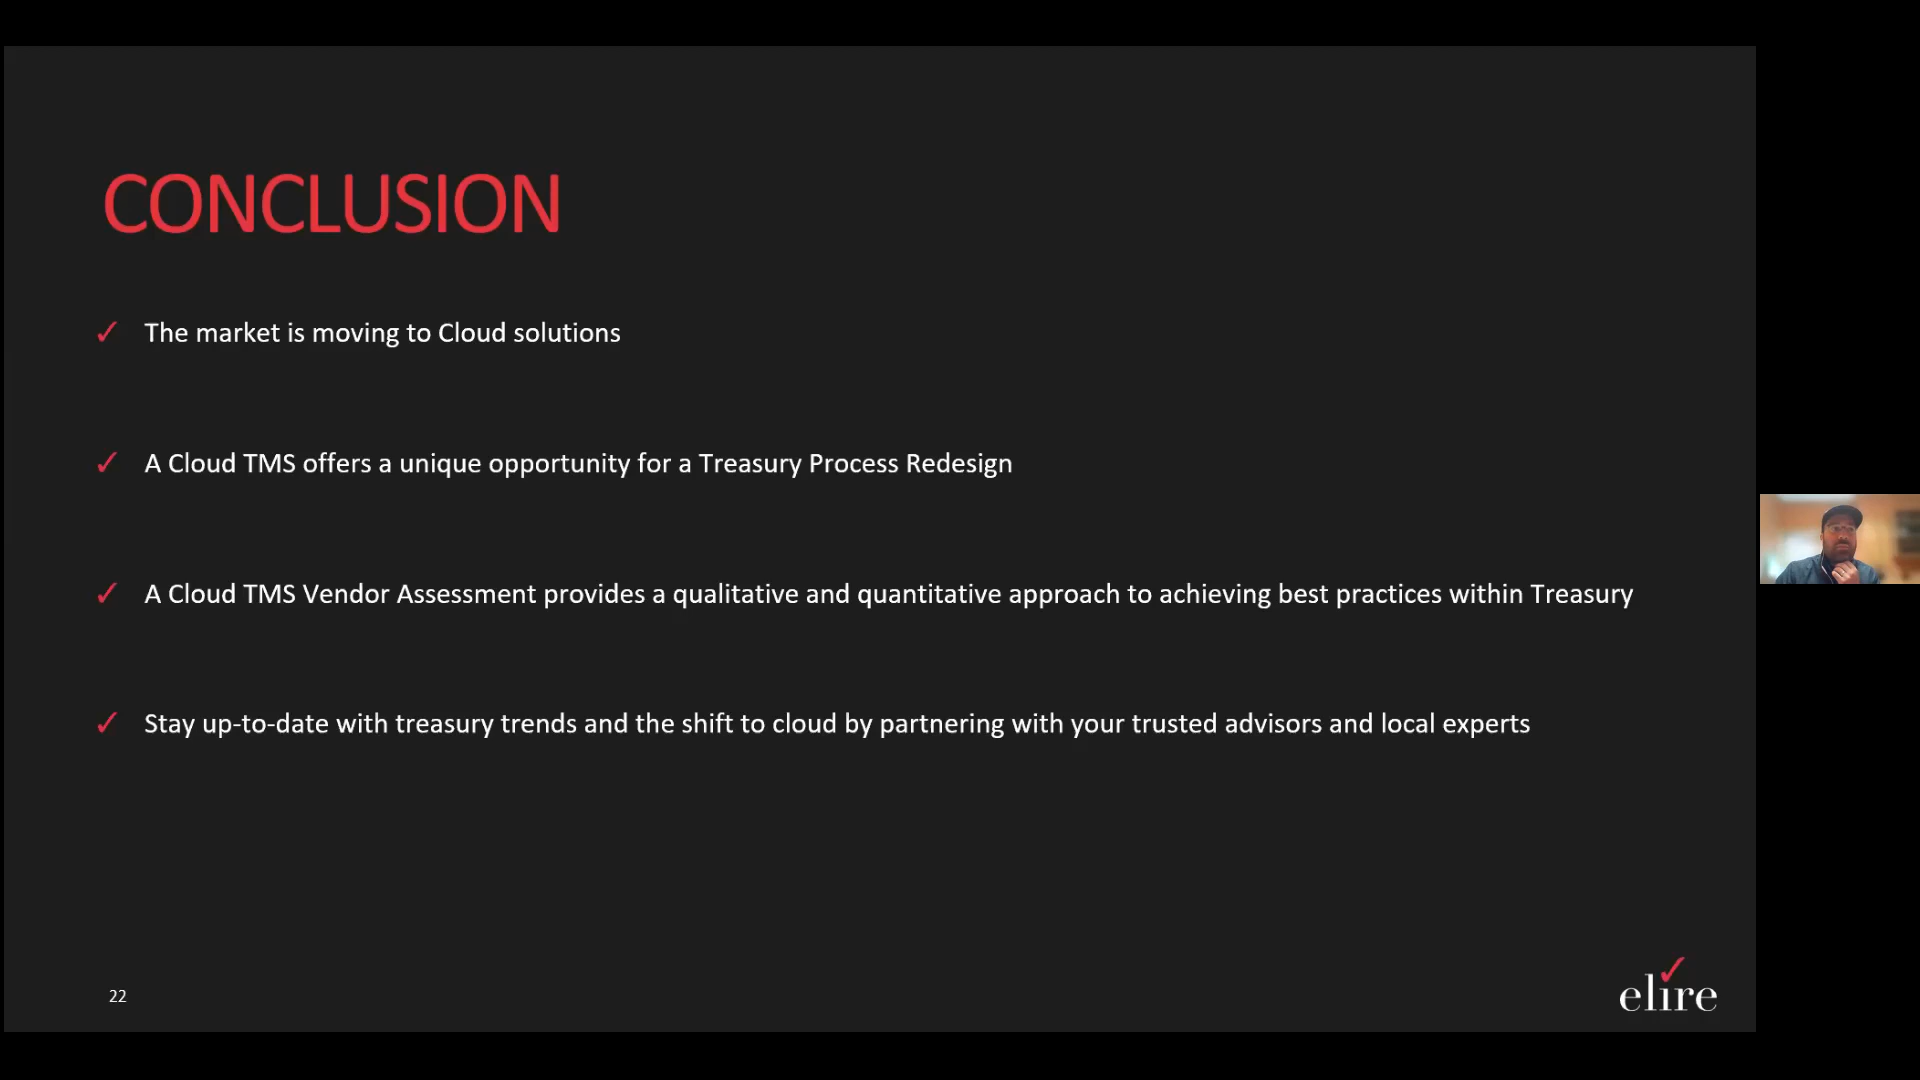 CONCLUSION
✓ The market is moving to Cloud solutions
✓ A Cloud TMS offers a unique opportunity for a Treasury Process Redesign
✓ A Cloud TMS Vendor Assessment provides a qualitative and quantitative approach to achieving best practices within Treasury
✓ Stay up-to-date with treasury trends and the shift to cloud by partnering with your trusted advisors and local experts
22
elire